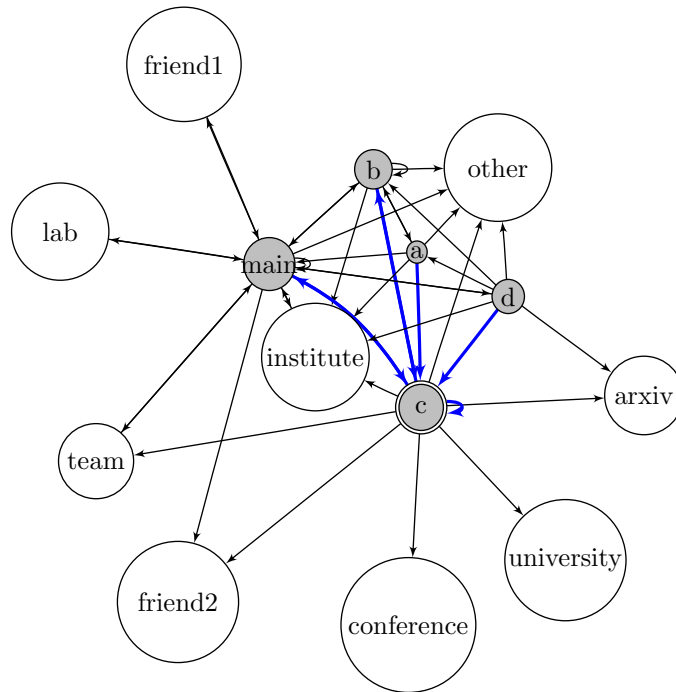 friend1
b
other
lab
a
main
d
institute
arxiv
c
team
university
friend2
conference